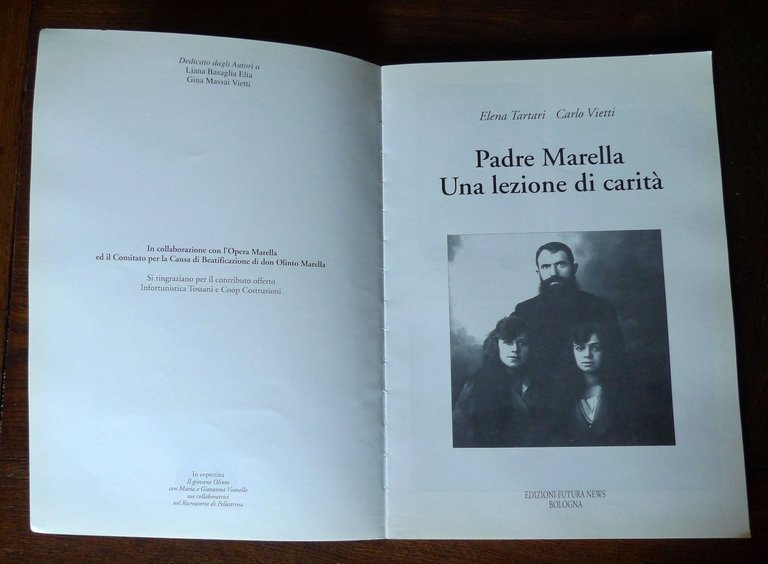 Dedicato dagli Autori a
Liana Basaglia Elia
Gina Massai Vietti
In collaborazione con l'Opera Marella
ed il Comitato per la Causa di Beatificazione di don Olinto Marella
Si ringraziano per il contributo offerto
Infortunistica Tossani e Coop Costruzioni
In copertina
Il giovane Olinto
con Maria e Giovanna Vianello
sue collaboratrici
nel Ricreatorio di Pellestrina
Elena Tartari Carlo Vietti
Padre Marella
Una lezione di carità
EDIZIONI FUTURA NEWS
BOLOGNA